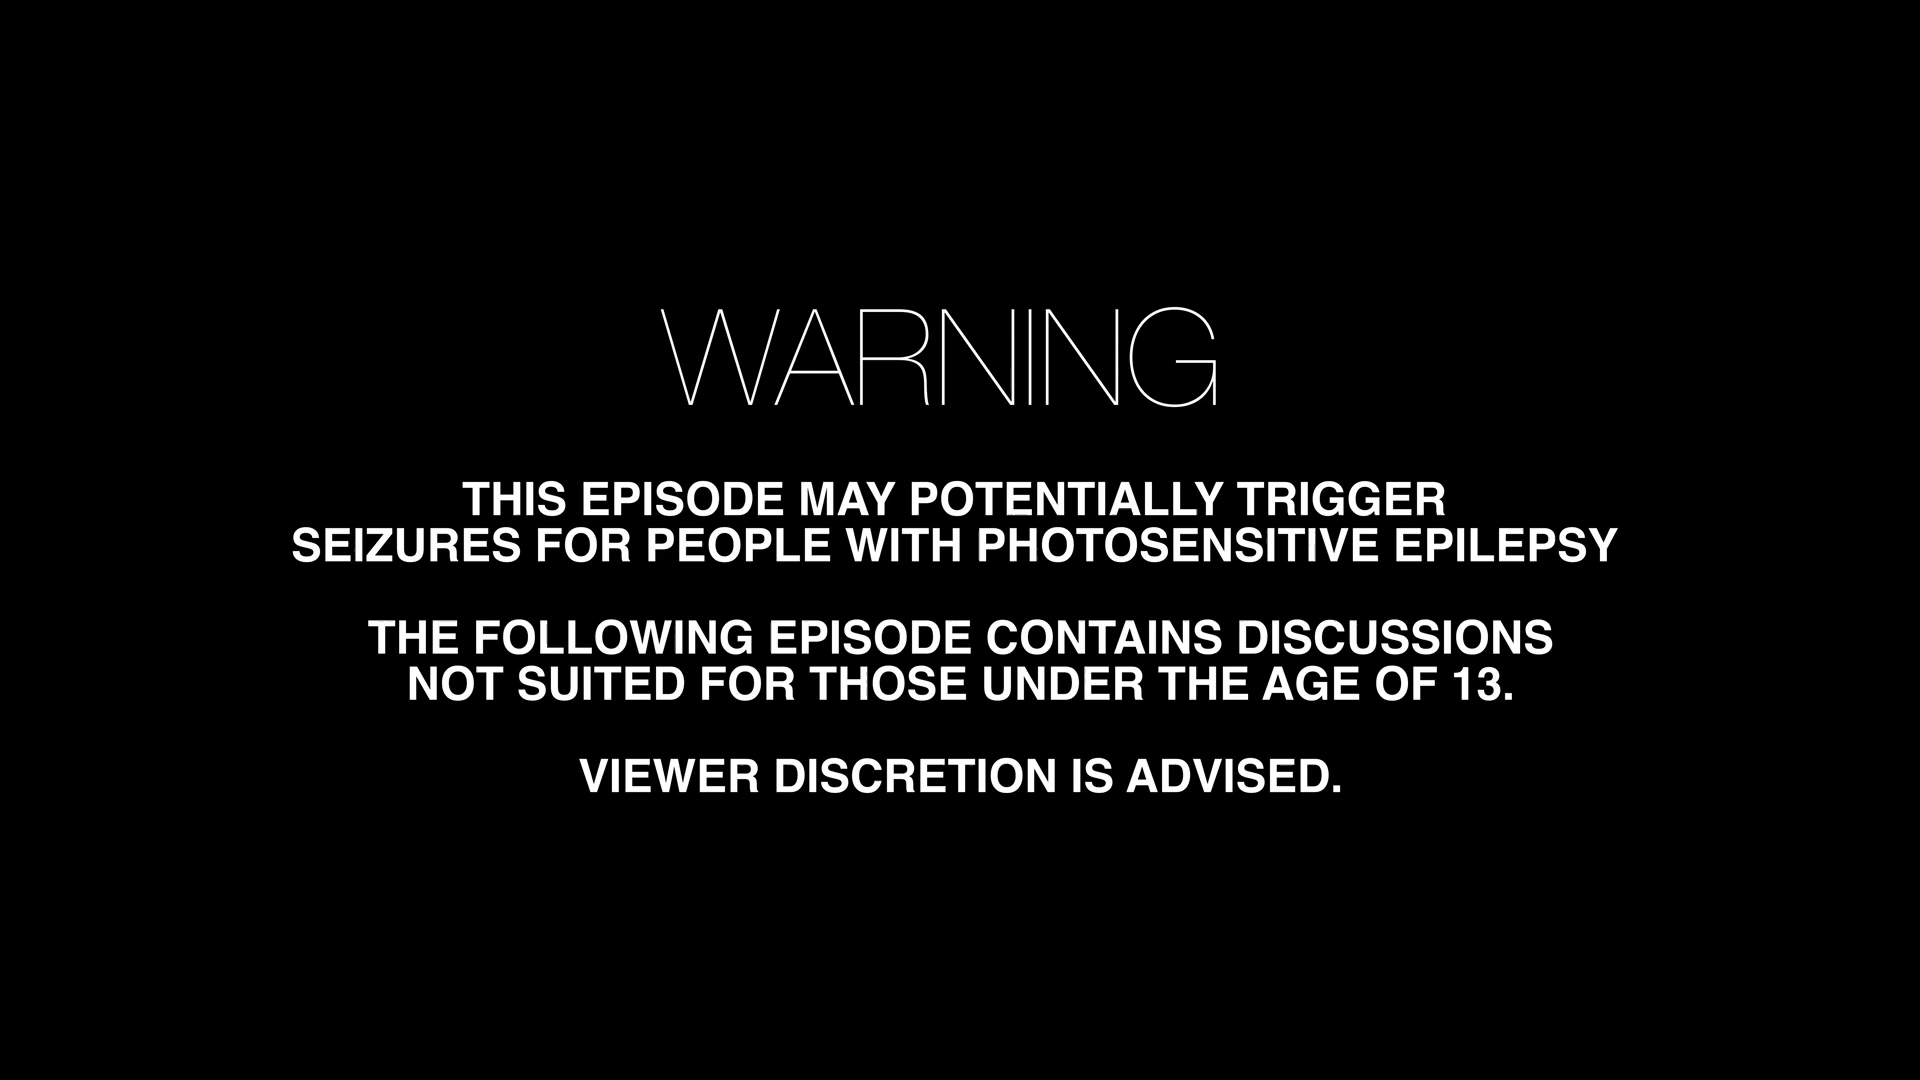 WARNING
THIS EPISODE MAY POTENTIALLY TRIGGER
SEIZURES FOR PEOPLE WITH PHOTOSENSITIVE EPILEPSY
THE FOLLOWING EPISODE CONTAINS DISCUSSIONS
NOT SUITED FOR THOSE UNDER THE AGE OF 13.
VIEWER DISCRETION IS ADVISED.